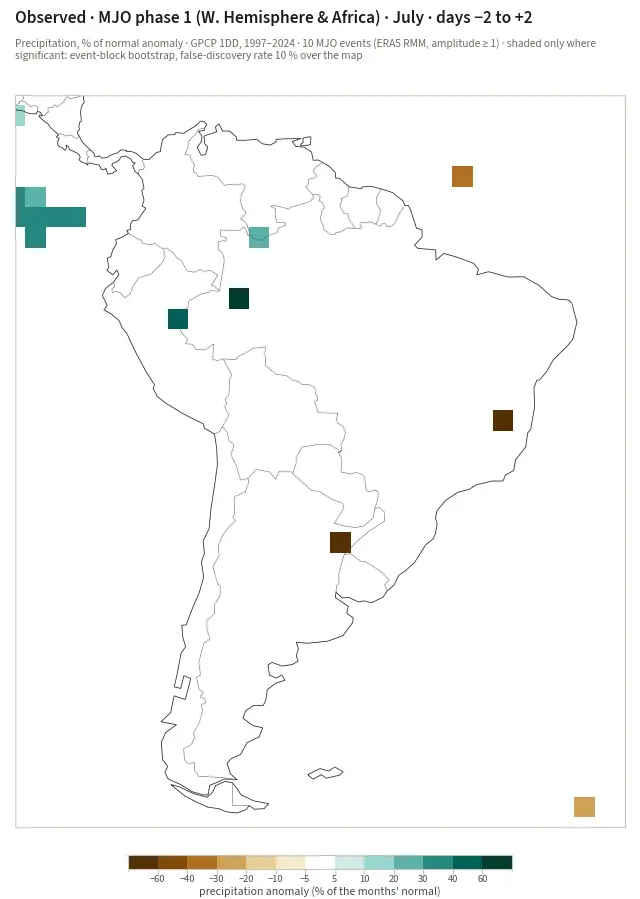 Observed · MJO phase 1 (W. Hemisphere & Africa) · July · days −2 to +2
Precipitation, % of normal anomaly · GPCP 1DD, 1997–2024 · 10 MJO events (ERA5 RMM, amplitude ≥ 1) · shaded only where
significant: event-block bootstrap, false-discovery rate 10 % over the map
−60 −40 −30 −20 −10 −5 5 10 20 30 40 60
precipitation anomaly (% of the months' normal)